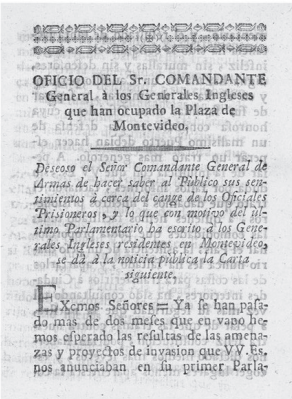 OFICIO DEL Sr. COMANDANTE
General à los Generales Ingleses
que han ocupado la Plaza de
Montevideo.
Deseoso el Señor Comandante General de
Armas de hacer saber al Público sus sen-
timientos à cerca del cange de los Oficiales
Prisioneros, y lo que con motivo del úl-
timo Parlamentario ha escrito à los Gene-
rales Ingleses residentes en Montevideo,
se dà à la noticia pública la Carta
siguiente.
EXcmos Señores = Ya se han pasa-
do mas de dos meses que en vano he-
mos esperado las resultas de las amena-
zas y proyectos de invasion que VV. Es.
nos anunciaban en su primer Parla-